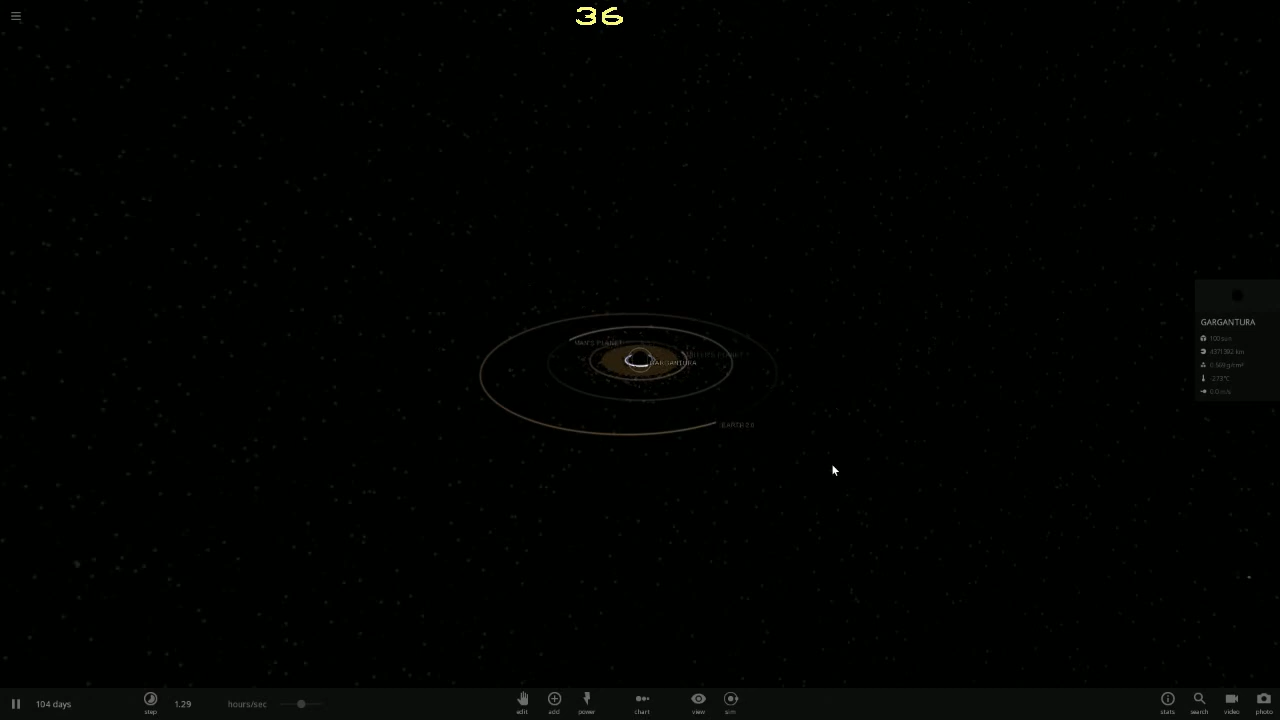 36
MANN'S PLANET
GARGANTURA
EARTH 2.0
GARGANTURA
104 days
step
1.29
hours/sec
edit
add
power
chart
view
sim
stats
search
video
photo